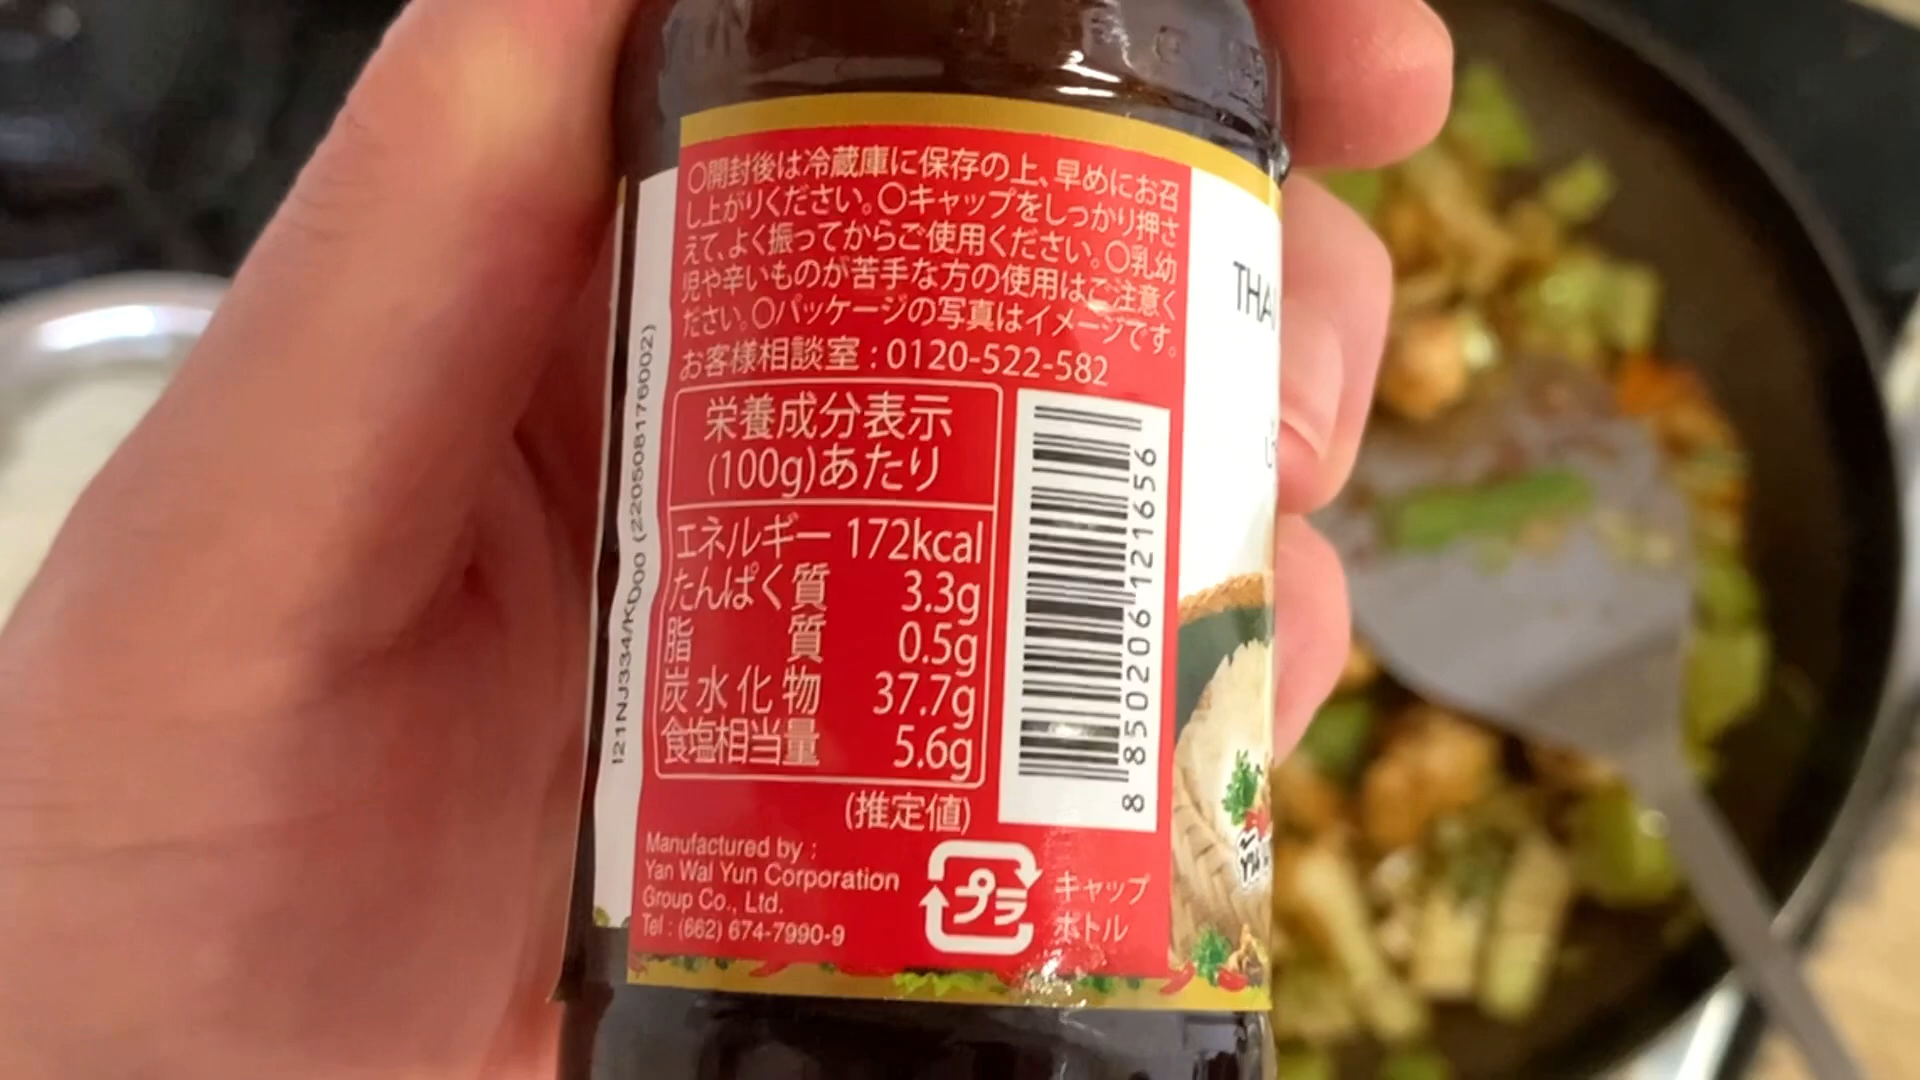 〇開封後は冷蔵庫に保存の上、早めにお召
し上がりください。〇キャップをしっかり押さ
えて、よく振ってからご使用ください。〇乳幼
児や辛いものが苦手な方の使用はご注意く
ださい。〇パッケージの写真はイメージです。
お客様相談室:0120-522-582
栄養成分表示
(100g)あたり
エネルギー 172kcal
たんぱく質 3.3g
脂質 0.5g
炭水化物 37.7g
食塩相当量 5.6g
(推定値)
Manufactured by :
Yan Wal Yun Corporation
Group Co., Ltd.
Tel : (662) 674-7990-9
プラ
キャップ
ボトル
8 850206 121656
I21NJ334/KD00 (220508176002)
THA